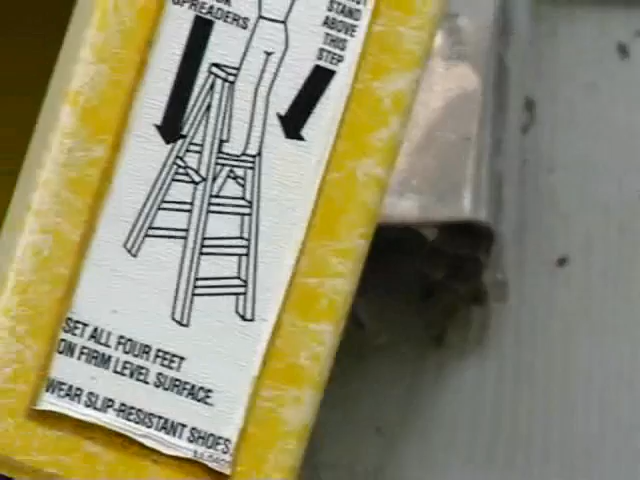 SPREADERS
STAND
ABOVE
THIS
STEP
SET ALL FOUR FEET
ON FIRM LEVEL SURFACE.
WEAR SLIP-RESISTANT SHOES.